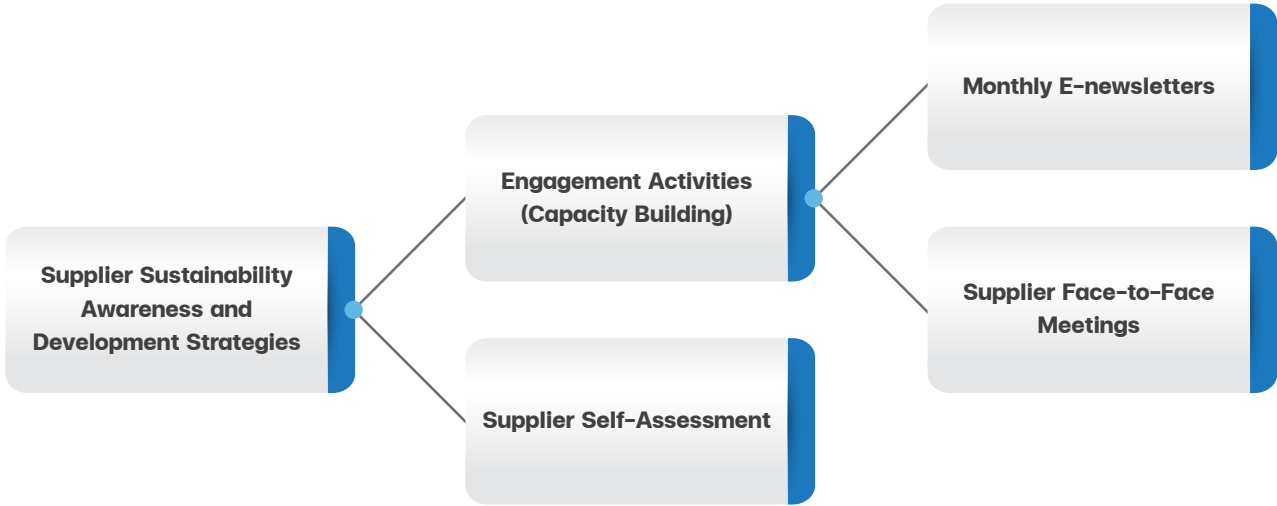 Supplier Sustainability
Awareness and
Development Strategies
Engagement Activities
(Capacity Building)
Supplier Self-Assessment
Monthly E-newsletters
Supplier Face-to-Face
Meetings